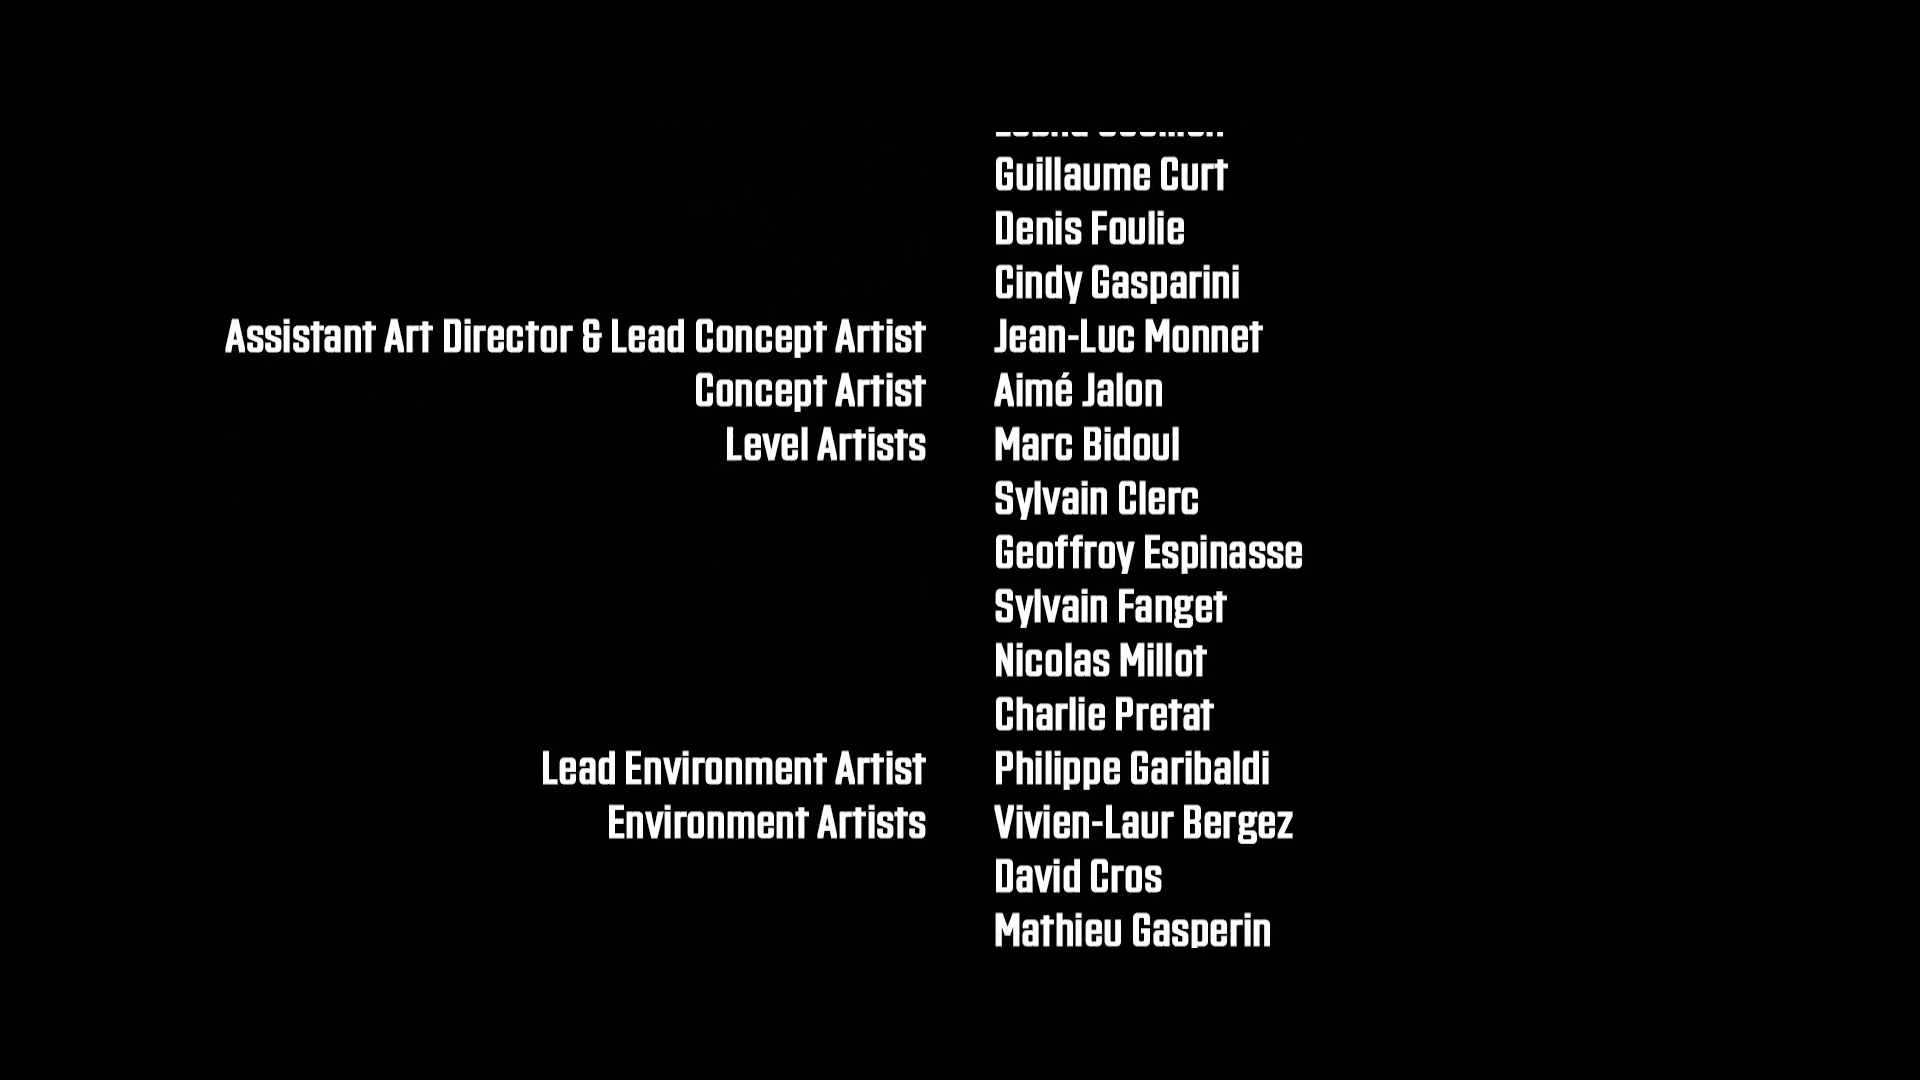 Guillaume Curt
Denis Foulie
Cindy Gasparini
Assistant Art Director & Lead Concept Artist Jean-Luc Monnet
Concept Artist Aimé Jalon
Level Artists Marc Bidoul
Sylvain Clerc
Geoffroy Espinasse
Sylvain Fanget
Nicolas Millot
Charlie Pretat
Lead Environment Artist Philippe Garibaldi
Environment Artists Vivien-Laur Bergez
David Cros
Mathieu Gasperin